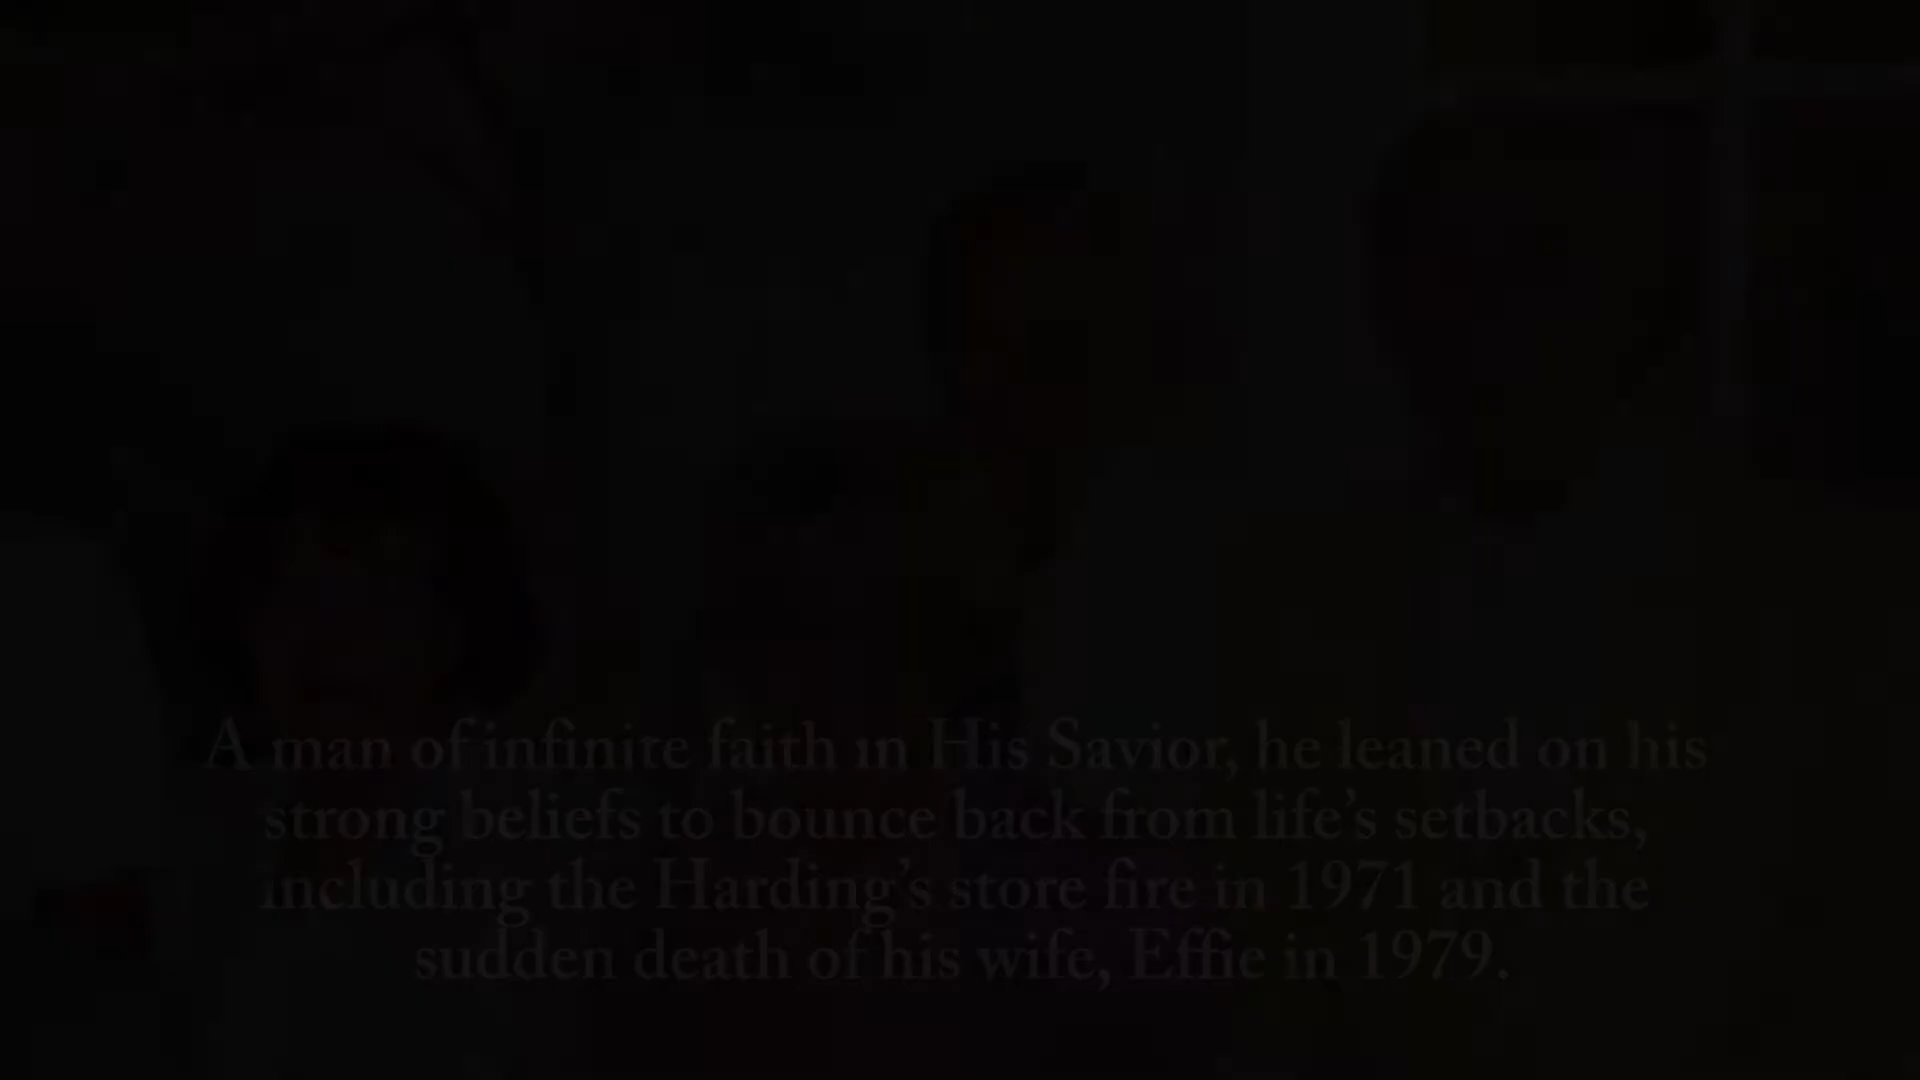 A man of infinite faith in His Savior, he leaned on his
strong beliefs to bounce back from life's setbacks,
including the Harding's store fire in 1971 and the
sudden death of his wife, Effie in 1979.